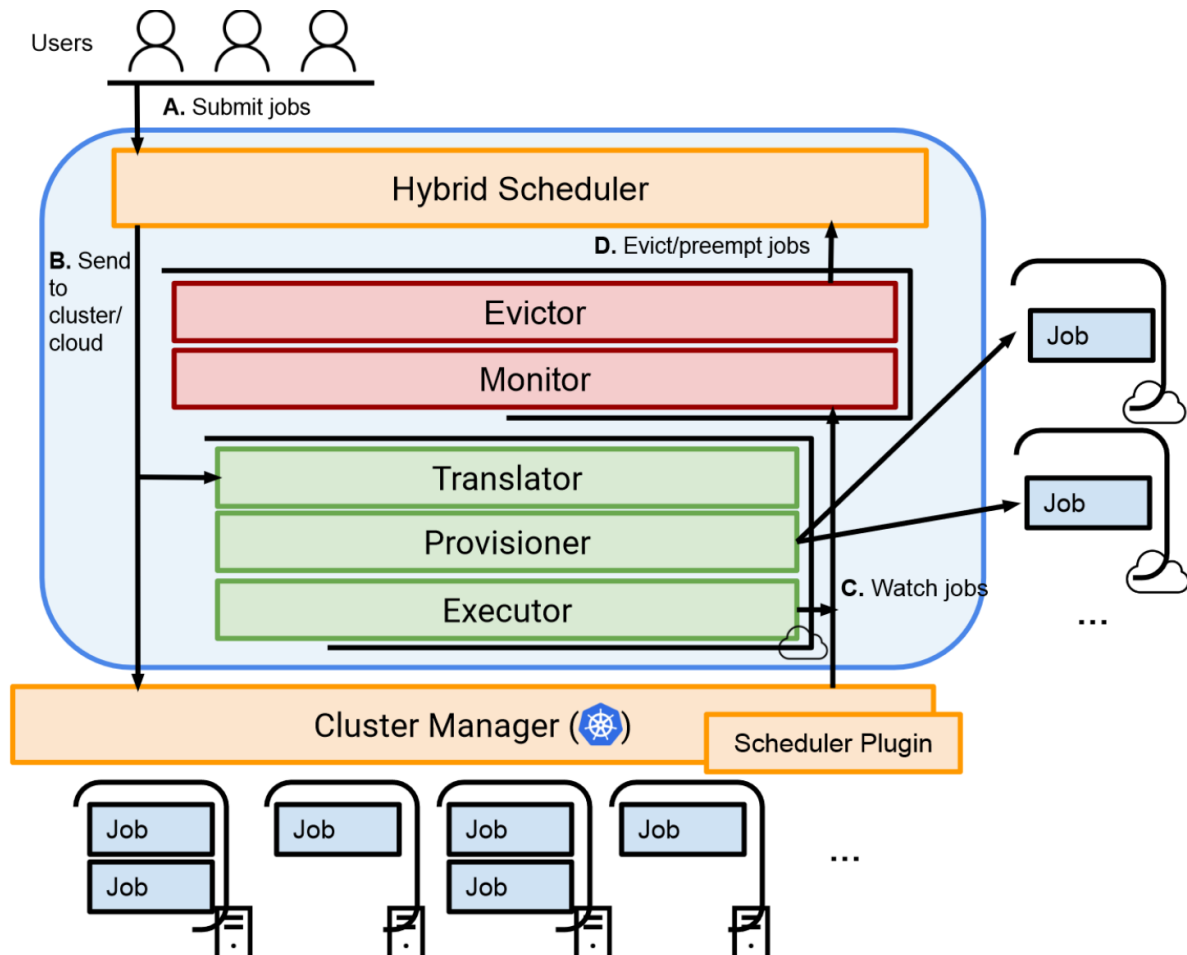 Users
A. Submit jobs
Hybrid Scheduler
B. Send
to
cluster/
cloud
D. Evict/preempt jobs
Evictor
Monitor
Job
Translator
Job
Provisioner
C. Watch jobs
Executor
...
Cluster Manager ( )
Scheduler Plugin
Job
Job
Job
Job
Job
Job
...